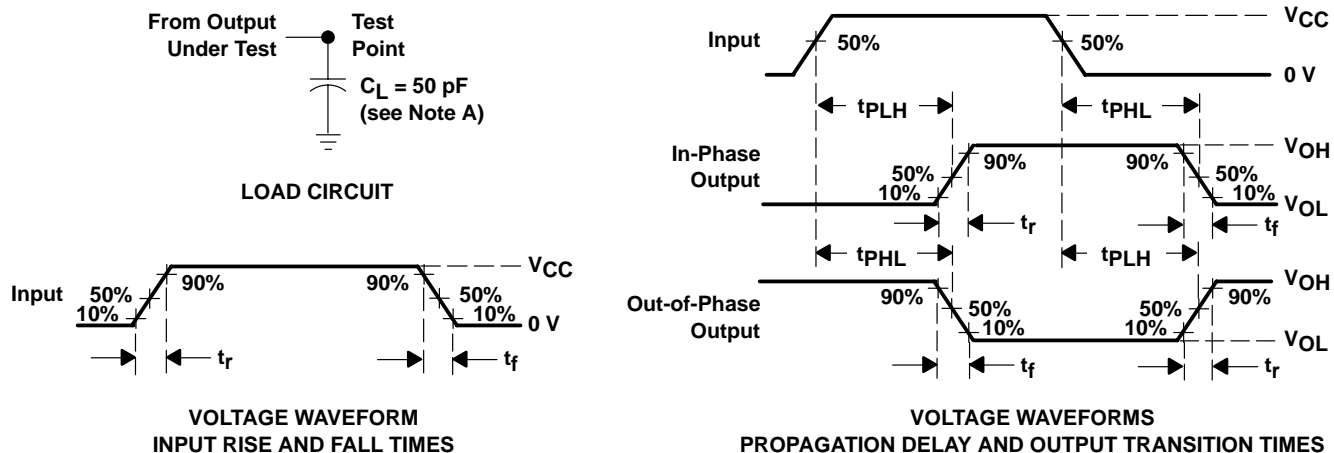 From Output
Under Test
Test
Point
CL = 50 pF
(see Note A)
LOAD CIRCUIT
Input
50%
10%
90%
90%
50%
10%
VCC
0 V
tr
tf
VOLTAGE WAVEFORM
INPUT RISE AND FALL TIMES
Input
50%
50%
VCC
0 V
tPLH
tPHL
In-Phase
Output
50%
10%
90%
90%
50%
10%
VOH
VOL
tr
tf
tPHL
tPLH
Out-of-Phase
Output
90%
50%
10%
50%
10%
90%
VOH
VOL
tf
tr
VOLTAGE WAVEFORMS
PROPAGATION DELAY AND OUTPUT TRANSITION TIMES